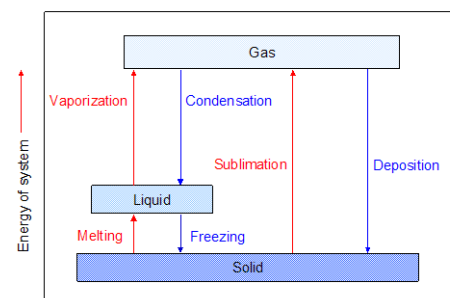 Gas
Vaporization
Condensation
Sublimation
Deposition
Liquid
Melting
Freezing
Solid
Energy of system